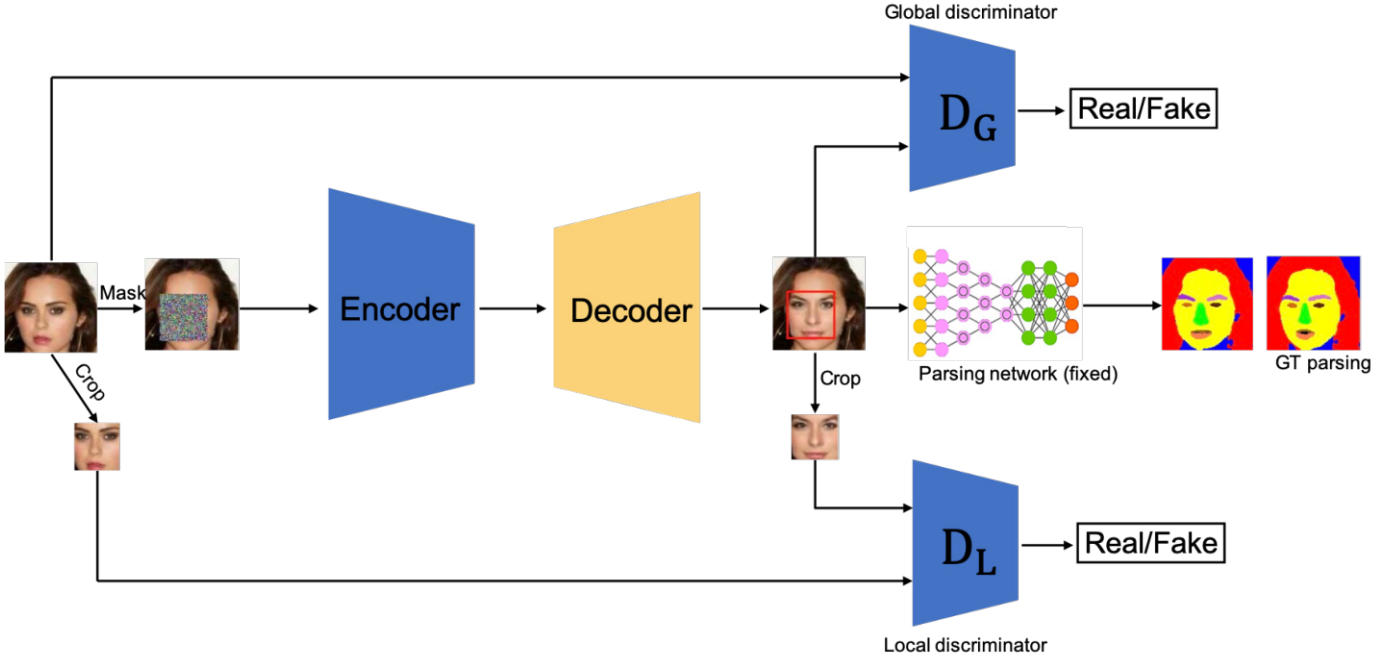 Global discriminator
D_G
Real/Fake
Mask
Encoder
Decoder
Crop
Crop
Parsing network (fixed)
GT parsing
D_L
Real/Fake
Local discriminator